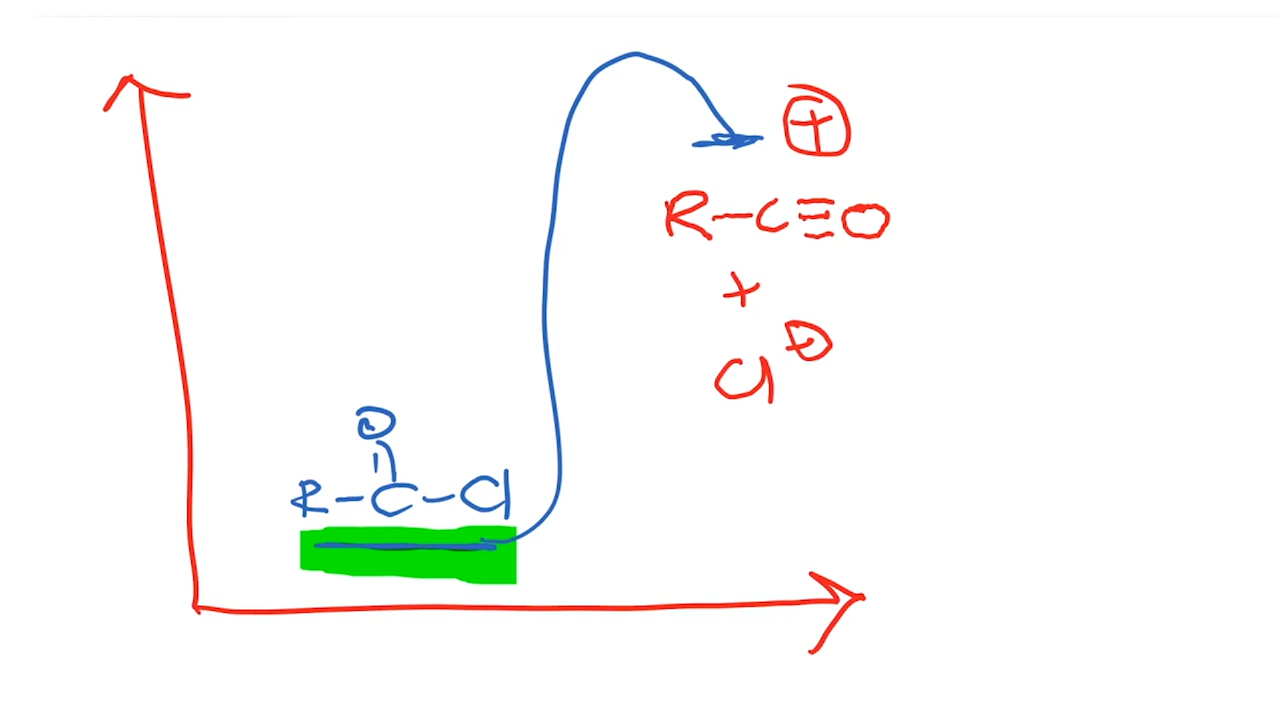 ⊕
R-C≡O
+
Cl⊖
O
||
R-C-Cl